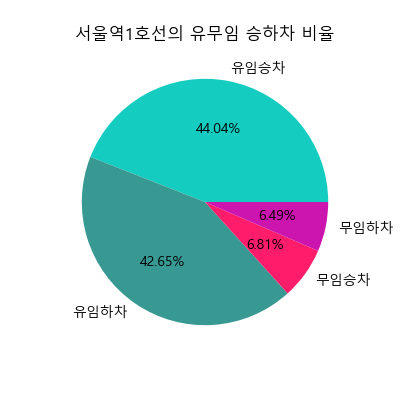 서울역1호선의 유무임 승하차 비율
유임승차
44.04%
6.49%
무임하차
6.81%
42.65%
무임승차
유임하차